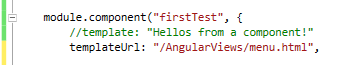 module.component("firstTest", {
//template: "Hellos from a component!"
templateUrl: "/AngularViews/menu.html",